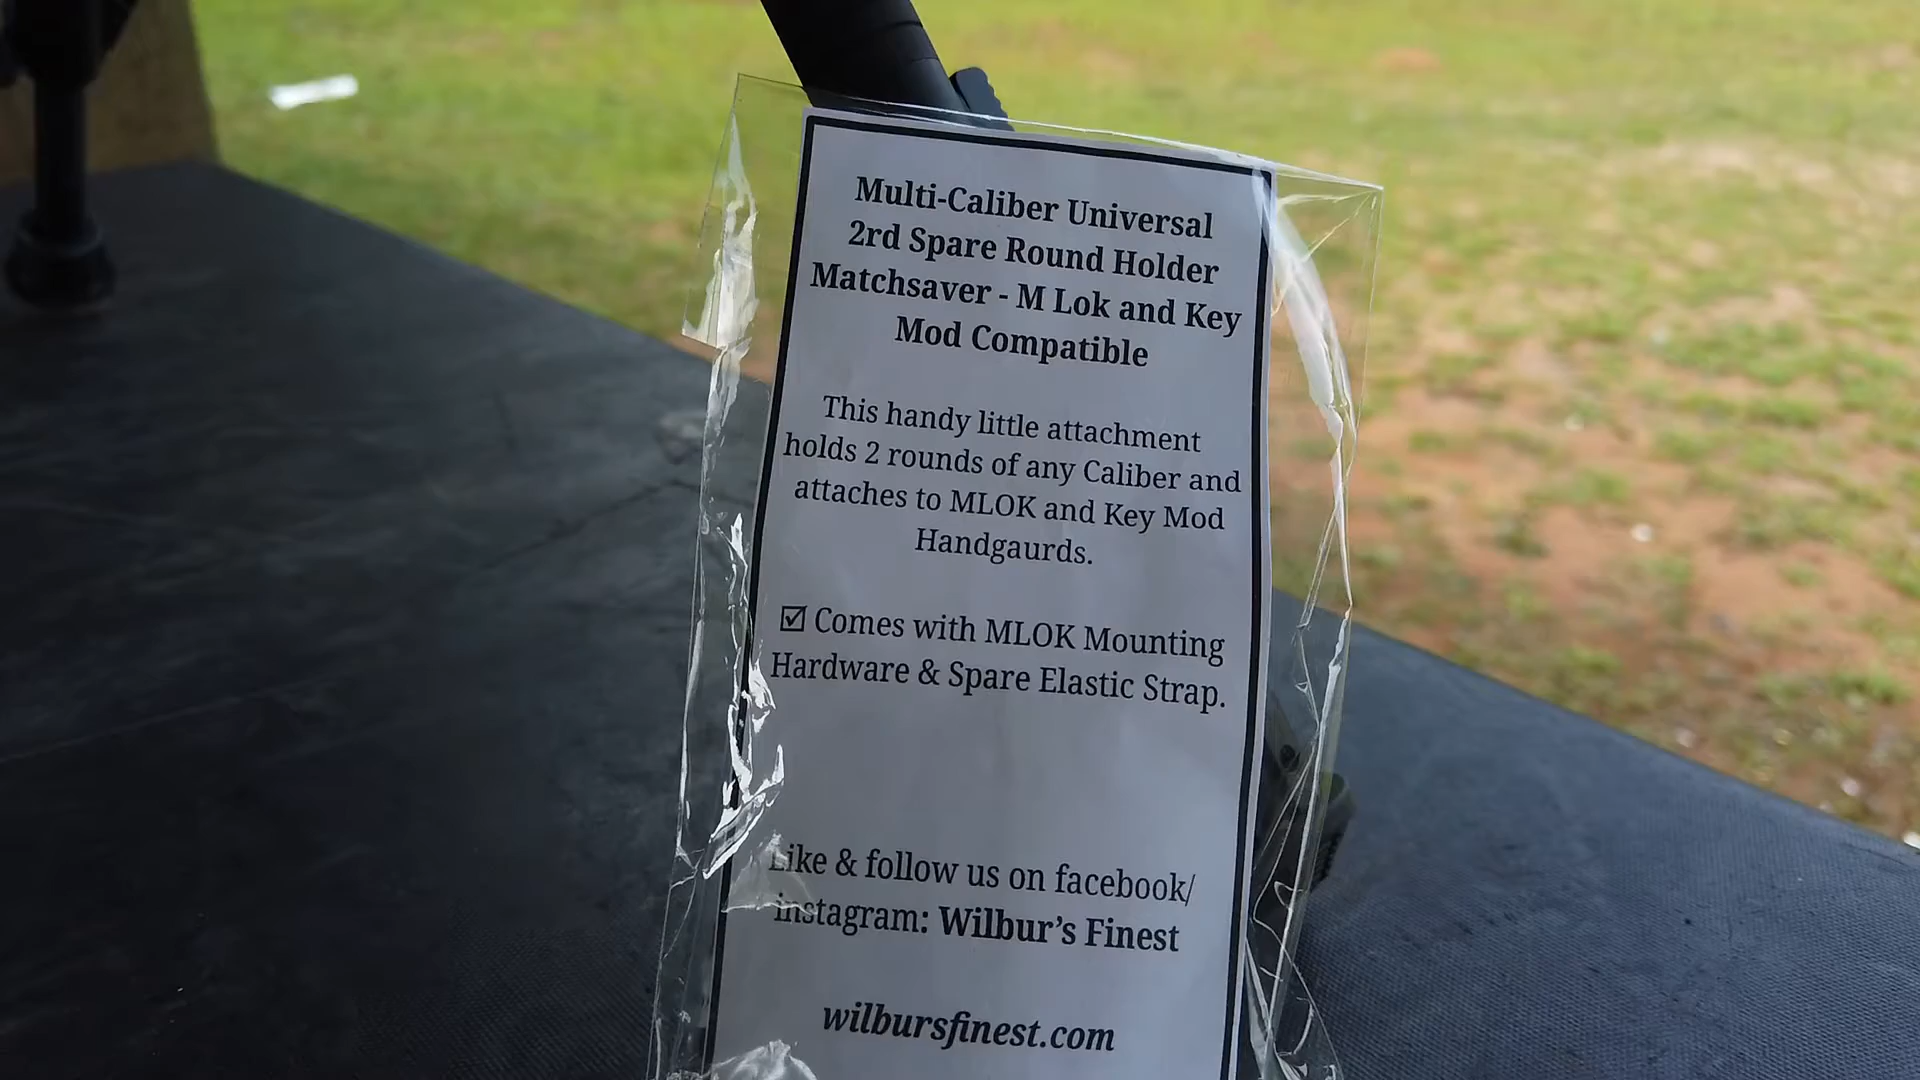 Multi-Caliber Universal
2rd Spare Round Holder
Matchsaver - M Lok and Key
Mod Compatible
This handy little attachment
holds 2 rounds of any Caliber and
attaches to MLOK and Key Mod
Handgaurds.
☑ Comes with MLOK Mounting
Hardware & Spare Elastic Strap.
Like & follow us on facebook/
instagram: Wilbur's Finest
wilbursfinest.com